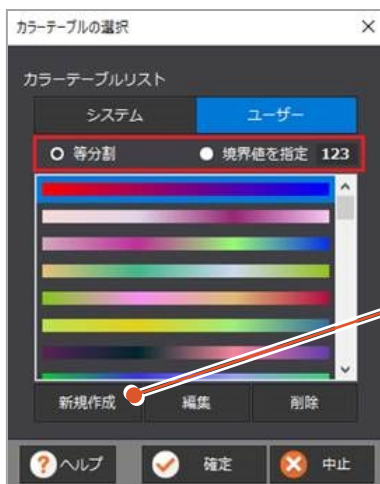 カラーテーブルの選択
カラーテーブルリスト
システム ユーザー
等分割 境界値を指定 123
新規作成 編集 削除
ヘルプ 確定 中止